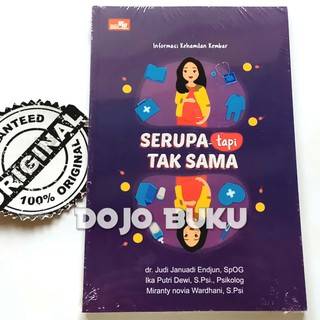 Informasi Kehamilan Kembar
SERUPA tapi
TAK SAMA
DOJO BUKU
dr. Judi Januadi Endjun, SpOG
Ika Putri Dewi, S.Psi., Psikolog
Miranty novia Wardhani, S.Psi
ORIGINAL
100% ORIGINAL